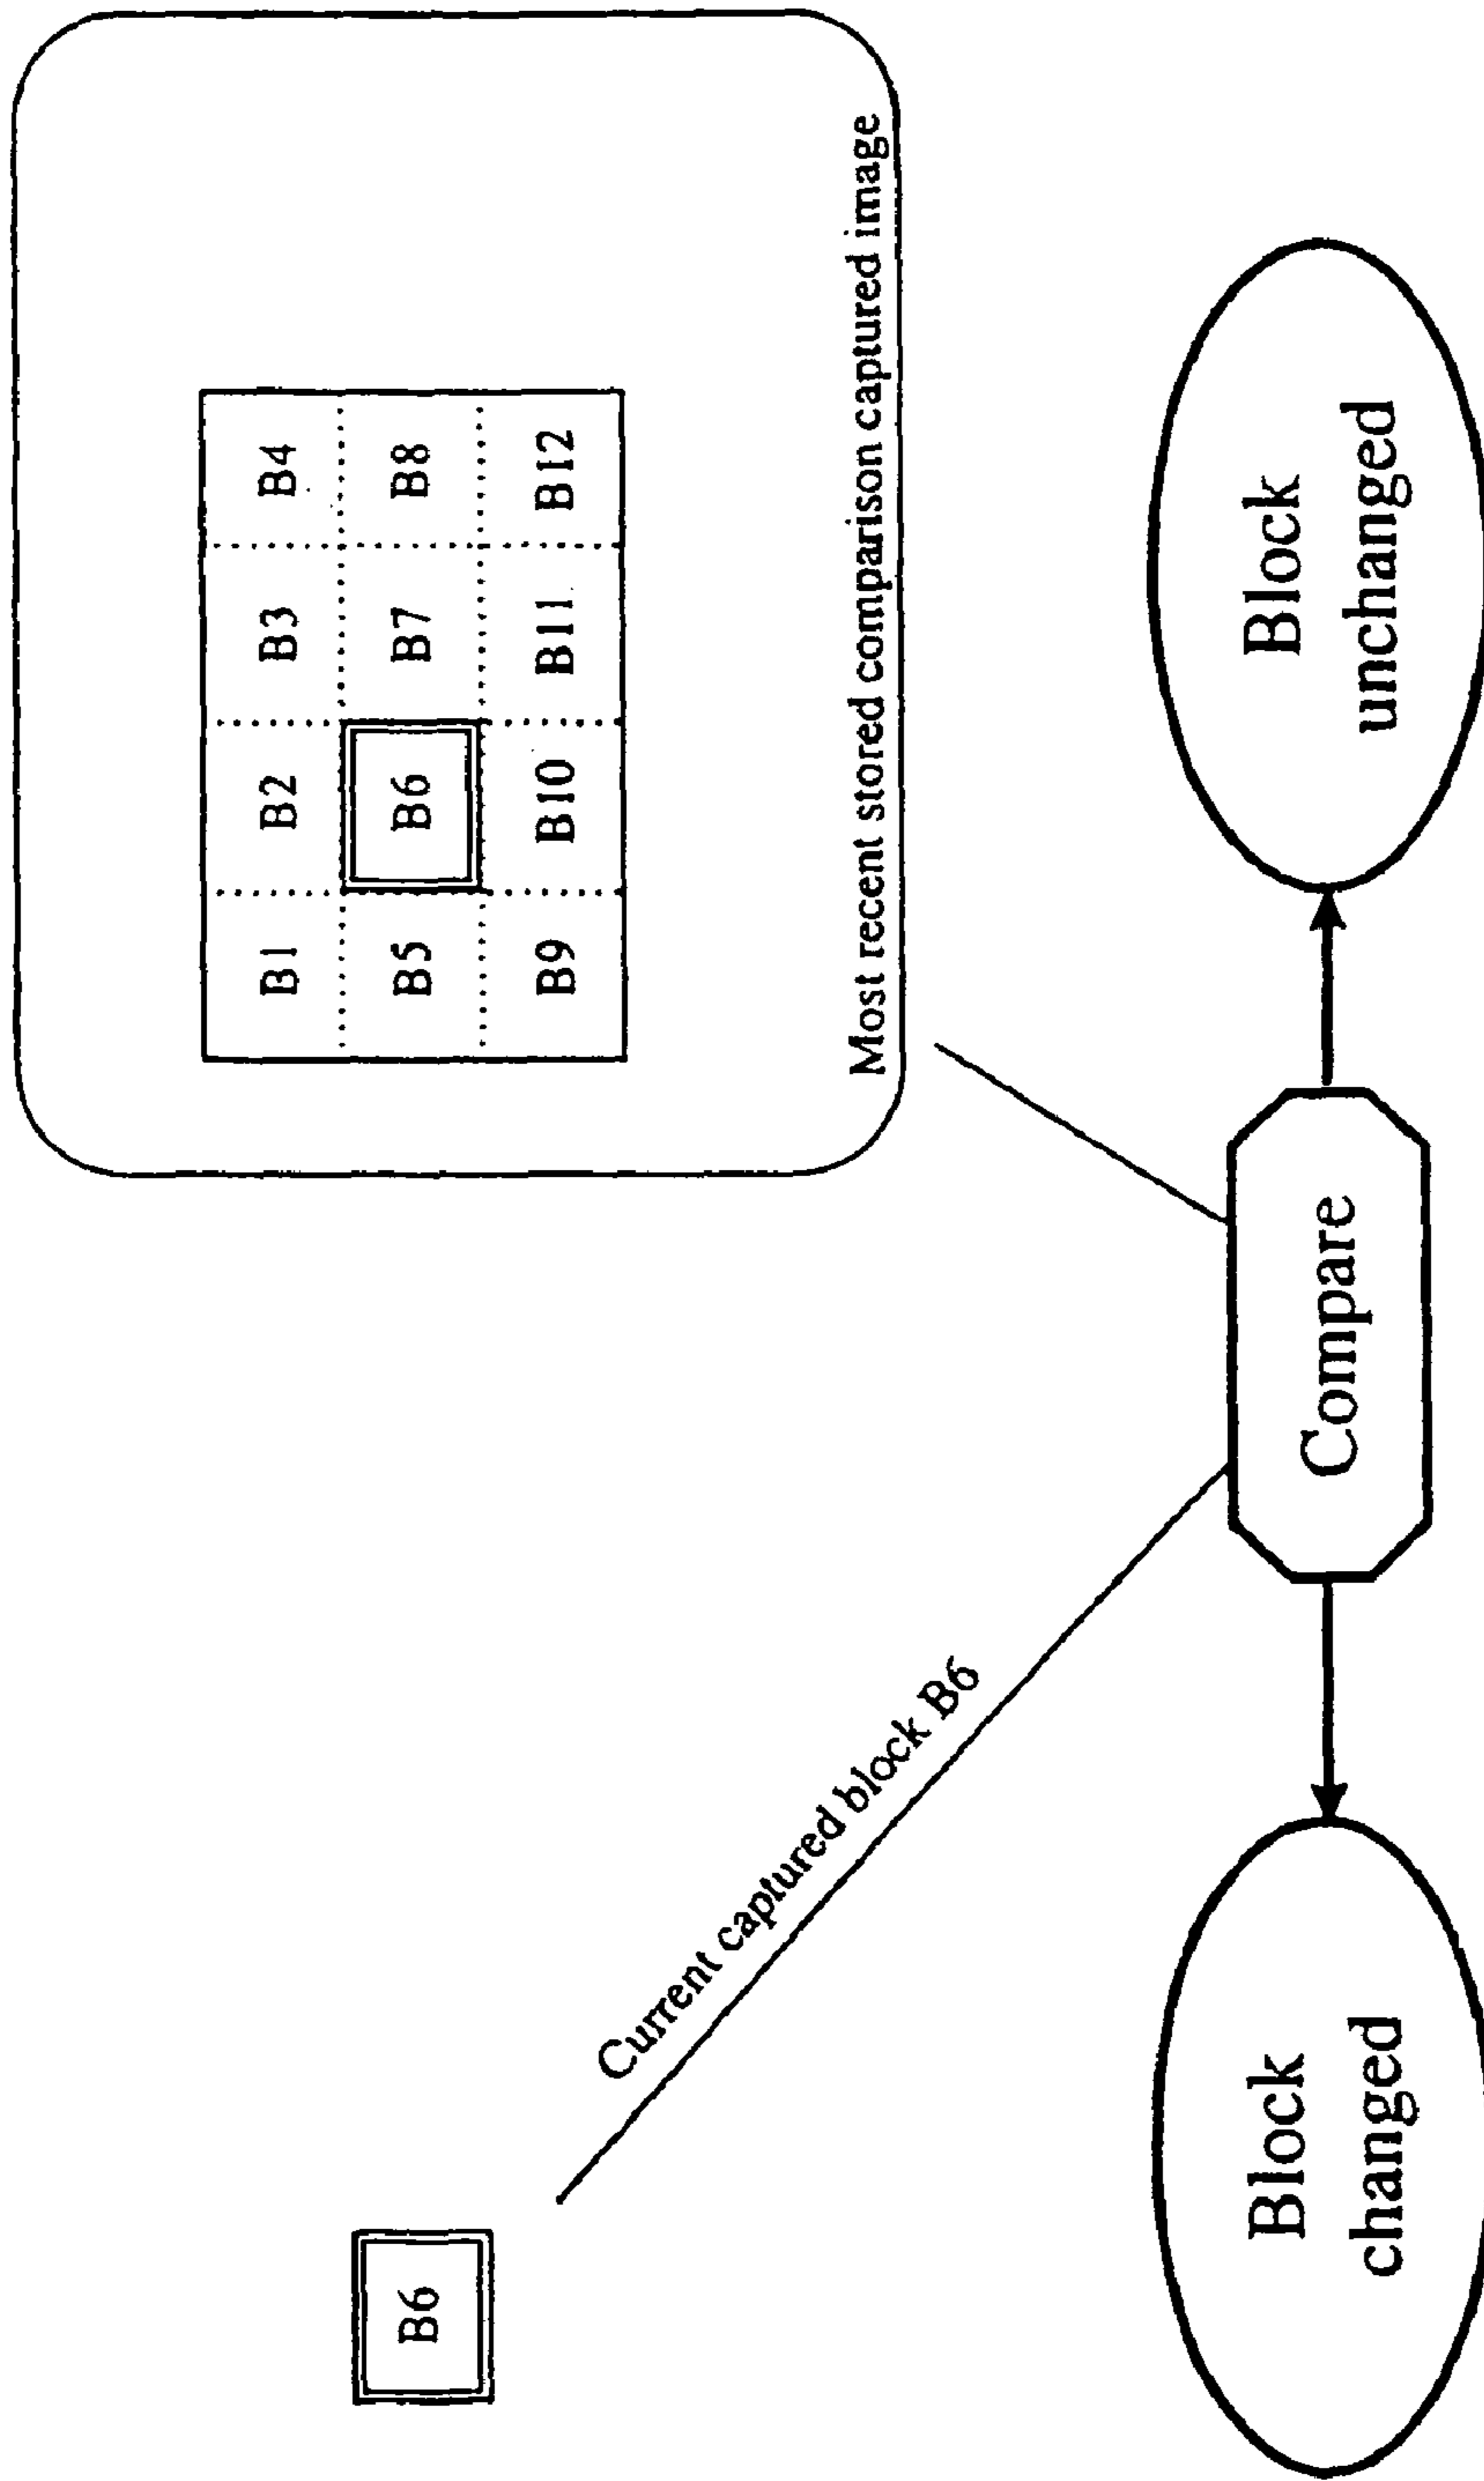 B6
Current captured block B6
B1 B2 B3 B4
B5 B6 B7 B8
B9 B10 B11 B12
Most recent stored comparison captured image
Block
changed
Compare
Block
unchanged